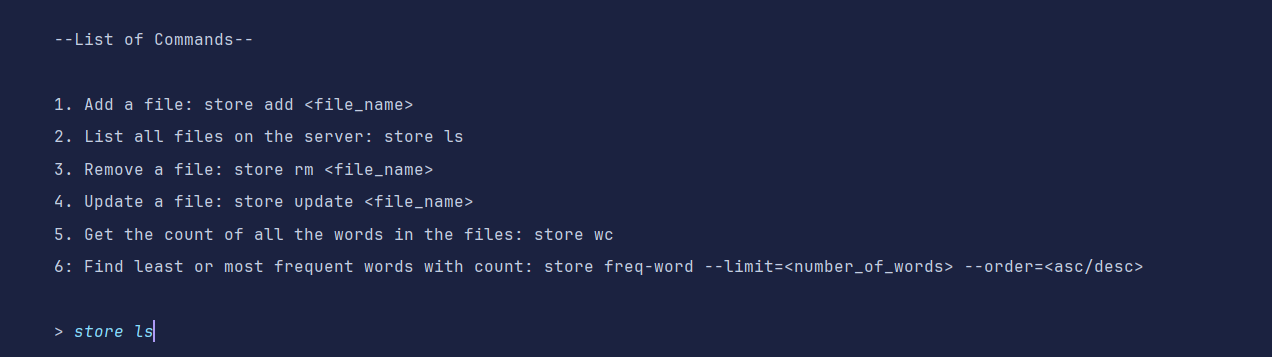 --List of Commands--
1. Add a file: store add <file_name>
2. List all files on the server: store ls
3. Remove a file: store rm <file_name>
4. Update a file: store update <file_name>
5. Get the count of all the words in the files: store wc
6: Find least or most frequent words with count: store freq-word --limit=<number_of_words> --order=<asc/desc>
> store ls